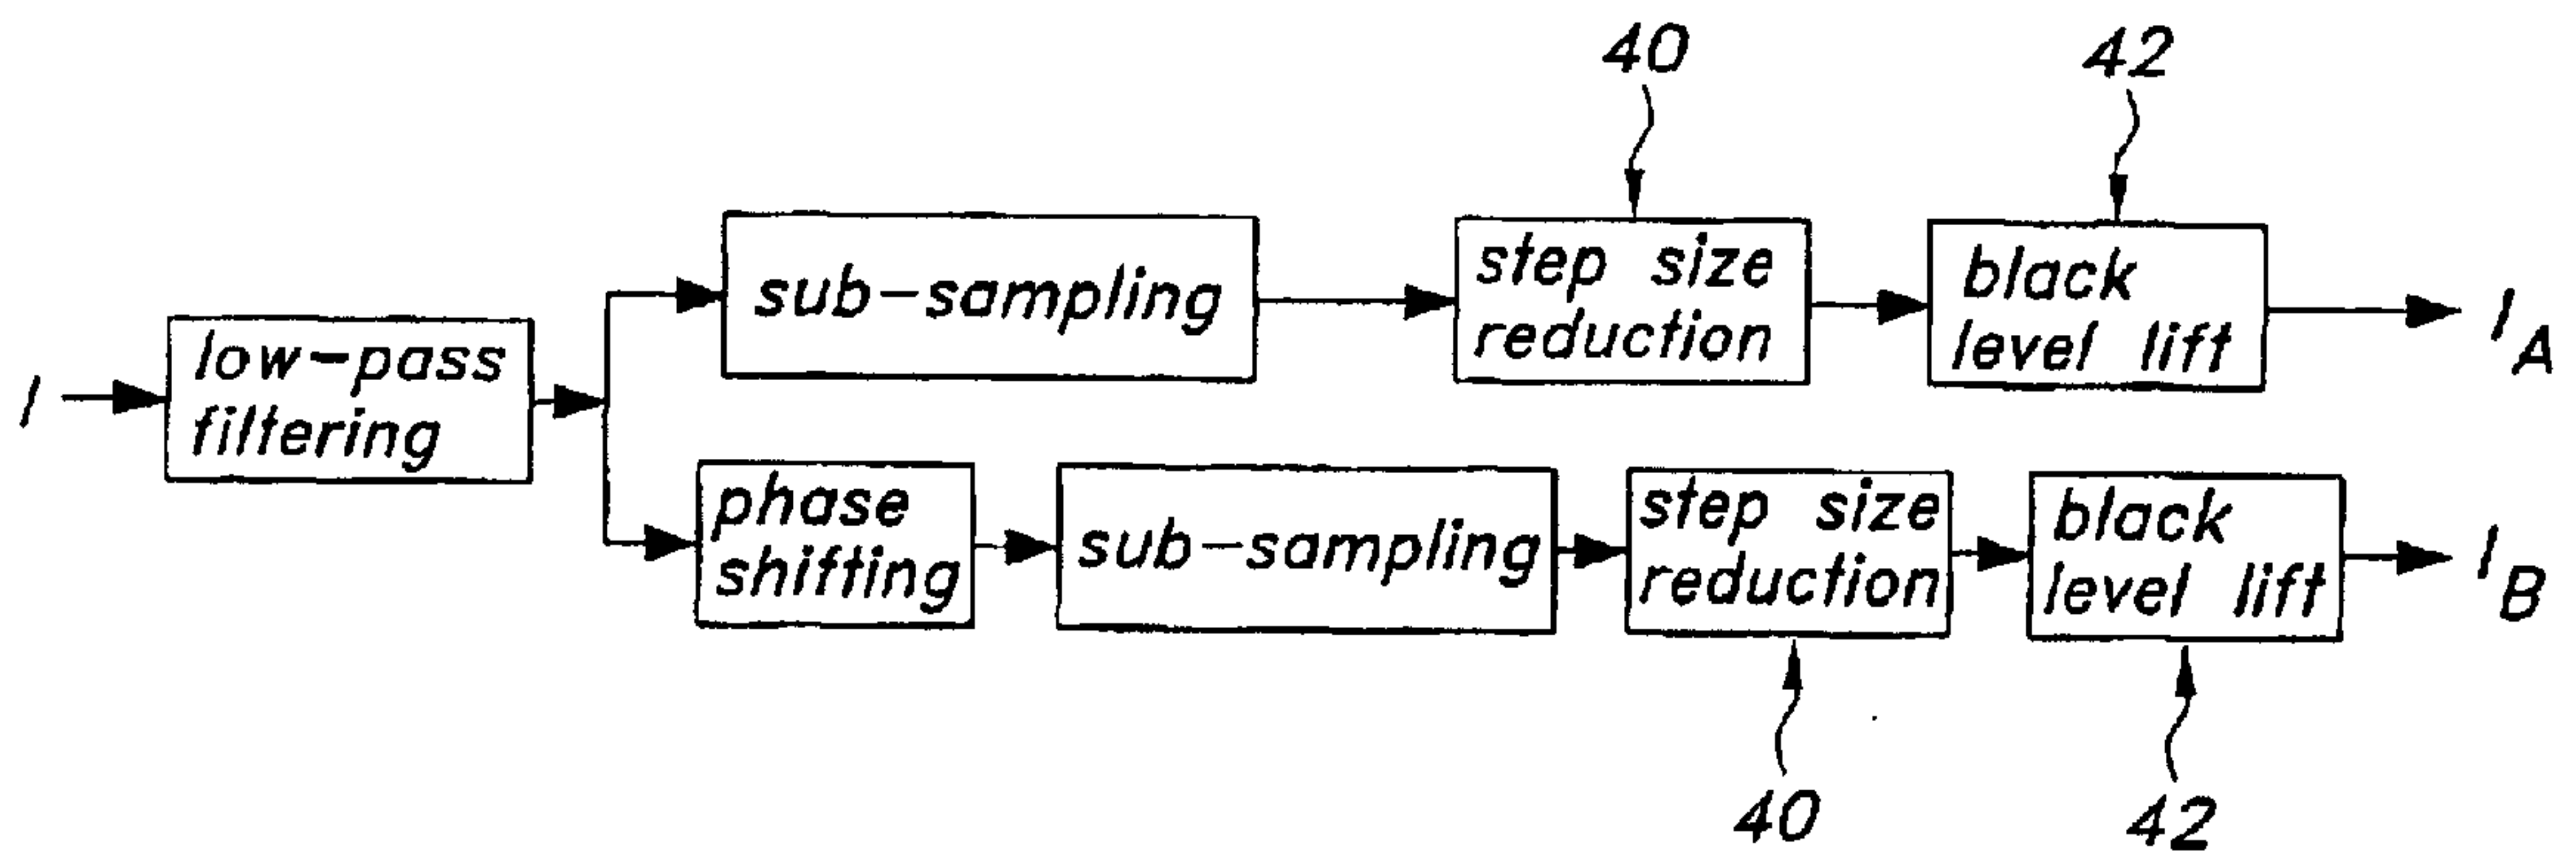 40
42
I
low-pass
filtering
sub-sampling
step size
reduction
black
level lift
I_A
phase
shifting
sub-sampling
step size
reduction
black
level lift
I_B
40
42